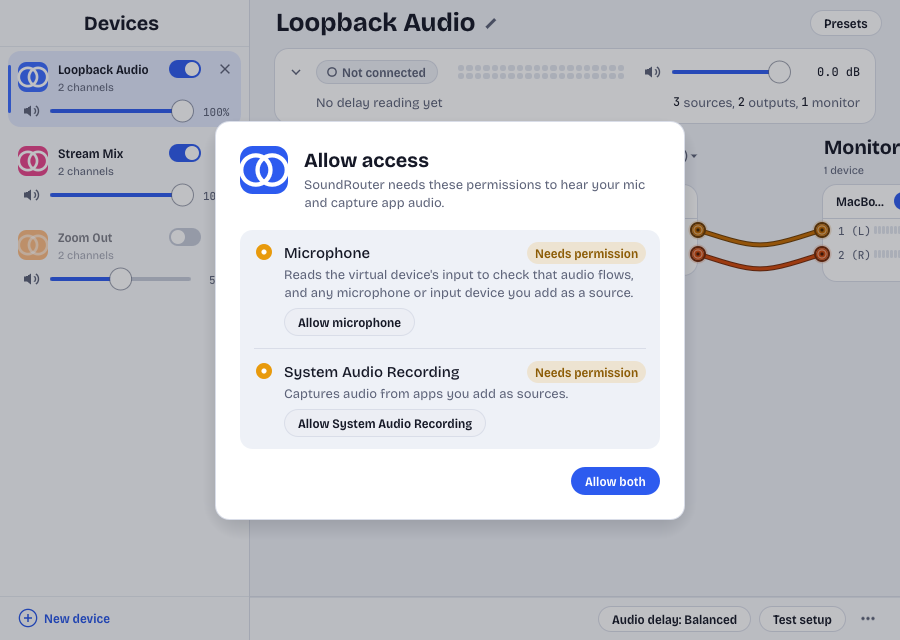 Devices
Loopback Audio
2 channels
100%
Stream Mix
2 channels
Zoom Out
2 channels
New device
Loopback Audio
Presets
Not connected
0.0 dB
No delay reading yet
3 sources, 2 outputs, 1 monitor
Monitor
1 device
MacBo...
1 (L)
2 (R)
Allow access
SoundRouter needs these permissions to hear your mic
and capture app audio.
Microphone
Needs permission
Reads the virtual device's input to check that audio flows,
and any microphone or input device you add as a source.
Allow microphone
System Audio Recording
Needs permission
Captures audio from apps you add as sources.
Allow System Audio Recording
Allow both
Audio delay: Balanced
Test setup